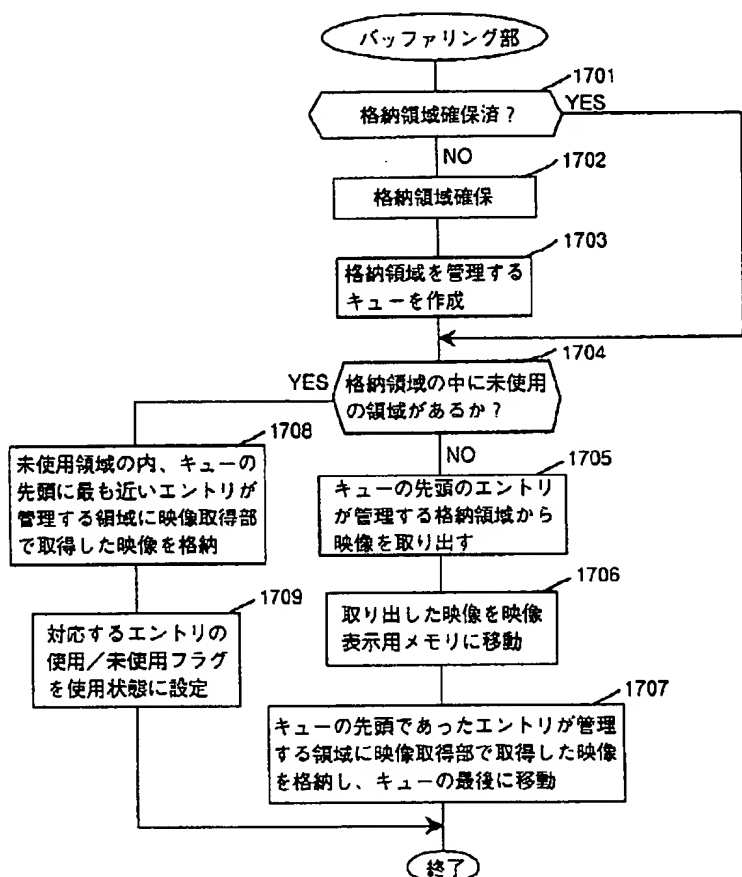 バッファリング部
1701
格納領域確保済？
YES
NO
1702
格納領域確保
1703
格納領域を管理する
キューを作成
1704
YES
格納領域の中に未使用
の領域があるか？
1708
未使用領域の内、キューの
先頭に最も近いエントリが
管理する領域に映像取得部
で取得した映像を格納
NO
1705
キューの先頭のエントリ
が管理する格納領域から
映像を取り出す
1709
対応するエントリの
使用／未使用フラグ
を使用状態に設定
1706
取り出した映像を映像
表示用メモリに移動
1707
キューの先頭であったエントリが管理
する領域に映像取得部で取得した映像
を格納し、キューの最後に移動
終了